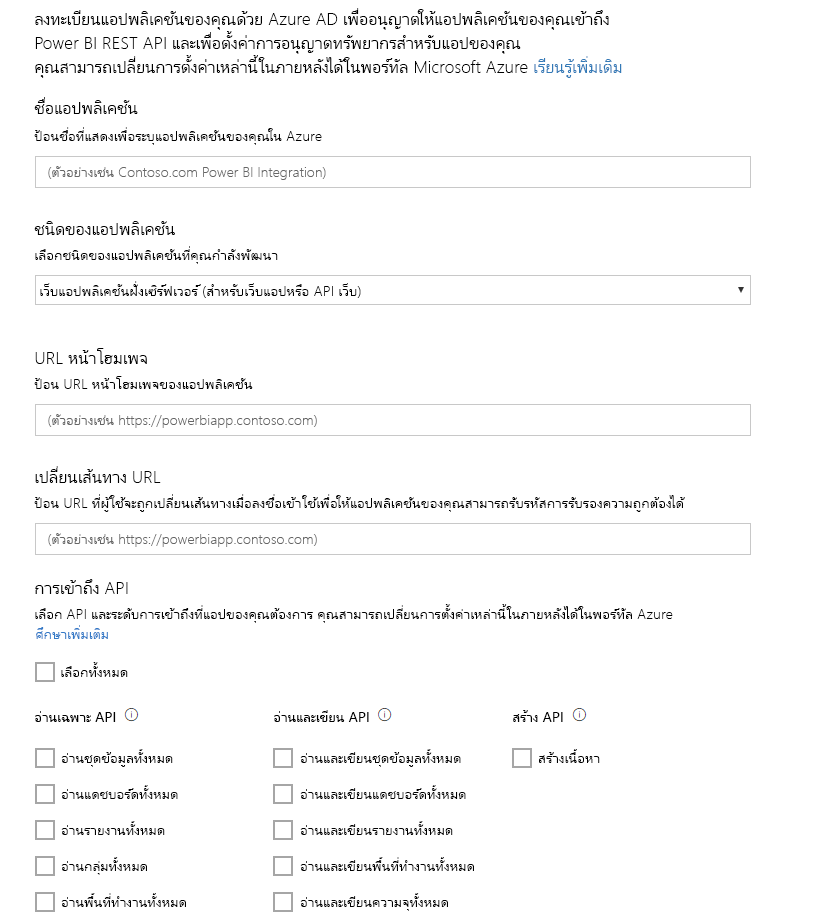 ลงทะเบียนแอปพลิเคชันของคุณด้วย Azure AD เพื่ออนุญาตให้แอปพลิเคชันของคุณเข้าถึง
Power BI REST API และเพื่อตั้งค่าการอนุญาตทรัพยากรสำหรับแอปของคุณ
คุณสามารถเปลี่ยนการตั้งค่าเหล่านี้ในภายหลังได้ในพอร์ทัล Microsoft Azure เรียนรู้เพิ่มเติม
ชื่อแอปพลิเคชัน
ป้อนชื่อที่แสดงเพื่อระบุแอปพลิเคชันของคุณใน Azure
(ตัวอย่างเช่น Contoso.com Power BI Integration)
ชนิดของแอปพลิเคชัน
เลือกชนิดของแอปพลิเคชันที่คุณกำลังพัฒนา
เว็บแอปพลิเคชันฝั่งเซิร์ฟเวอร์ (สำหรับเว็บแอปหรือ API เว็บ)
URL หน้าโฮมเพจ
ป้อน URL หน้าโฮมเพจของแอปพลิเคชัน
(ตัวอย่างเช่น https://powerbiapp.contoso.com)
เปลี่ยนเส้นทาง URL
ป้อน URL ที่ผู้ใช้จะถูกเปลี่ยนเส้นทางเมื่อลงชื่อเข้าใช้เพื่อให้แอปพลิเคชันของคุณสามารถรับรหัสการรับรองความถูกต้องได้
(ตัวอย่างเช่น https://powerbiapp.contoso.com)
การเข้าถึง API
เลือก API และระดับการเข้าถึงที่แอปของคุณต้องการ คุณสามารถเปลี่ยนการตั้งค่าเหล่านี้ในภายหลังได้ในพอร์ทัล Azure
ศึกษาเพิ่มเติม
เลือกทั้งหมด
อ่านเฉพาะ API อ่านและเขียน API สร้าง API
อ่านชุดข้อมูลทั้งหมด อ่านและเขียนชุดข้อมูลทั้งหมด สร้างเนื้อหา
อ่านแดชบอร์ดทั้งหมด อ่านและเขียนแดชบอร์ดทั้งหมด
อ่านรายงานทั้งหมด อ่านและเขียนรายงานทั้งหมด
อ่านกลุ่มทั้งหมด อ่านและเขียนพื้นที่ทำงานทั้งหมด
อ่านพื้นที่ทำงานทั้งหมด อ่านและเขียนความจุทั้งหมด